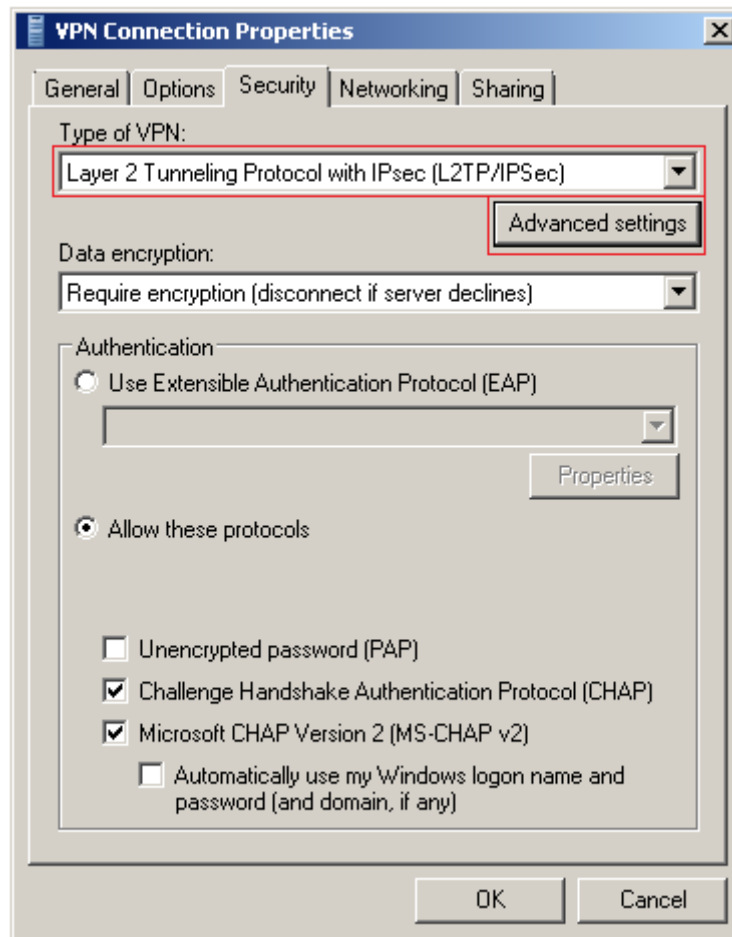 VPN Connection Properties
General Options Security Networking Sharing
Type of VPN:
Layer 2 Tunneling Protocol with IPsec (L2TP/IPSec)
Advanced settings
Data encryption:
Require encryption (disconnect if server declines)
Authentication
Use Extensible Authentication Protocol (EAP)
Properties
Allow these protocols
Unencrypted password (PAP)
Challenge Handshake Authentication Protocol (CHAP)
Microsoft CHAP Version 2 (MS-CHAP v2)
Automatically use my Windows logon name and
password (and domain, if any)
OK Cancel